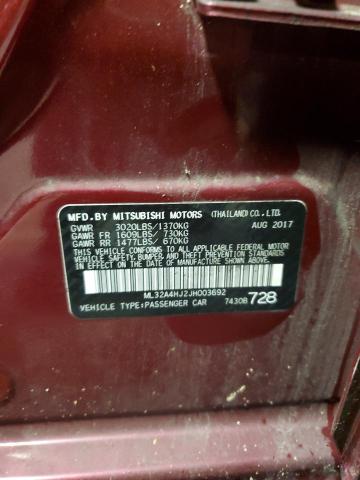 MFD.BY MITSUBISHI MOTORS (THAILAND) CO., LTD.
GVWR 3020LBS/1370KG AUG 2017
GAWR FR 1609LBS/ 730KG
GAWR RR 1477LBS/ 670KG
THIS VEHICLE CONFORMS TO ALL APPLICABLE FEDERAL MOTOR
VEHICLE SAFETY, BUMPER, AND THEFT PREVENTION STANDARDS
IN EFFECT ON THE DATE OF MANUFACTURE SHOWN ABOVE.
ML32A4HJ2JH003692
VEHICLE TYPE:PASSENGER CAR 7430B 728